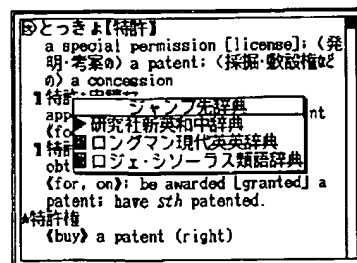 とっきょ【特許】
a special permission [license]; 〈発
明・考案の〉 a patent; 〈採掘・敷設権など
の〉 a concession
1特許
app nt
《fo
ジャンプ先辞典
▶研究社新英和中辞典
ロングマン現代英英辞典
ロジェ・シソーラス類語辞典
1特許
obt
《for, on》; be awarded [granted] a
patent; have sth patented.
特許権
《buy》 a patent (right)